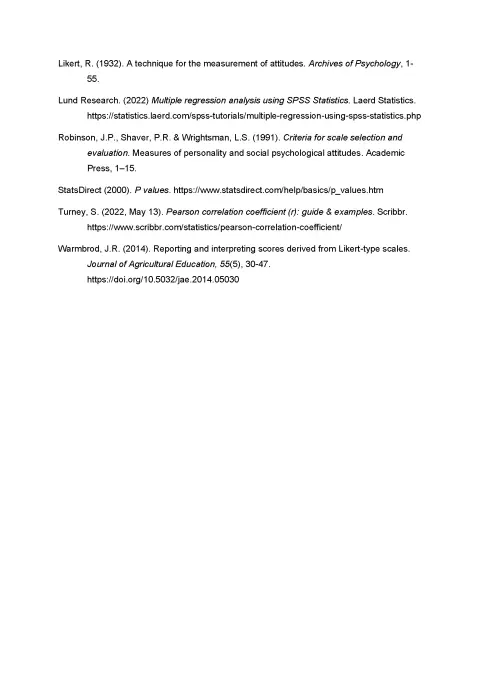 Likert, R. (1932). A technique for the measurement of attitudes. Archives of Psychology, 1-
55.
Lund Research. (2022) Multiple regression analysis using SPSS Statistics. Laerd Statistics.
https://statistics.laerd.com/spss-tutorials/multiple-regression-using-spss-statistics.php
Robinson, J.P., Shaver, P.R. & Wrightsman, L.S. (1991). Criteria for scale selection and
evaluation. Measures of personality and social psychological attitudes. Academic
Press, 1–15.
StatsDirect (2000). P values. https://www.statsdirect.com/help/basics/p_values.htm
Turney, S. (2022, May 13). Pearson correlation coefficient (r): guide & examples. Scribbr.
https://www.scribbr.com/statistics/pearson-correlation-coefficient/
Warmbrod, J.R. (2014). Reporting and interpreting scores derived from Likert-type scales.
Journal of Agricultural Education, 55(5), 30-47.
https://doi.org/10.5032/jae.2014.05030